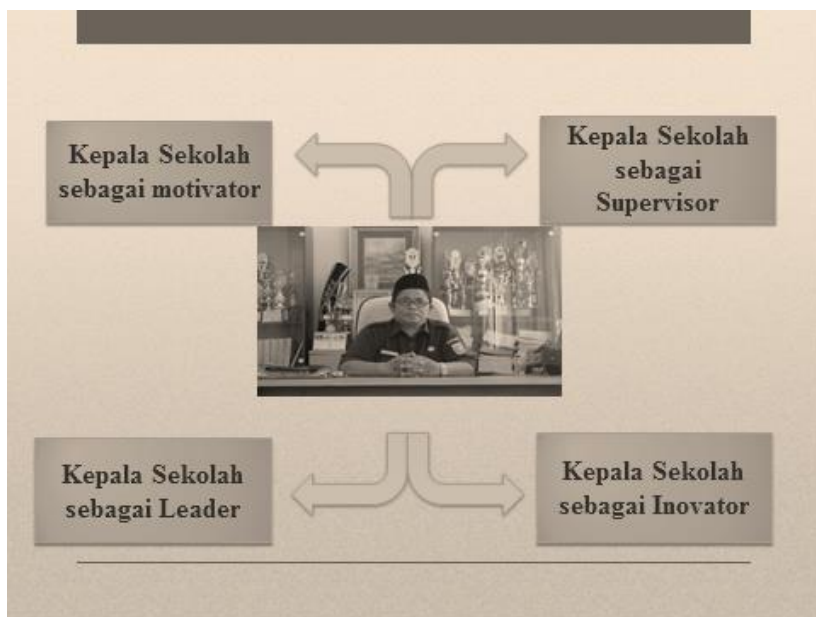 Kepala Sekolah
sebagai motivator
Kepala Sekolah
sebagai
Supervisor
Kepala Sekolah
sebagai Leader
Kepala Sekolah
sebagai Inovator